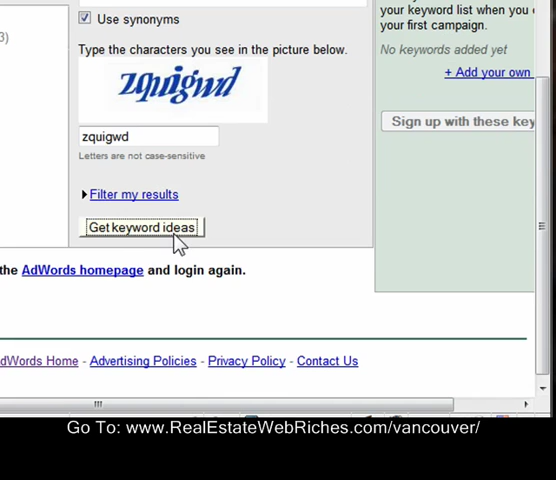 your keyword list when you
Use synonyms
your first campaign.
3)
Type the characters you see in the picture below.
No keywords added yet
+ Add your own
zquigwd
Sign up with these key
zquigwd
Letters are not case-sensitive
Filter my results
Get keyword ideas
the AdWords homepage and login again.
dWords Home - Advertising Policies - Privacy Policy - Contact Us
Go To: www.RealEstateWebRiches.com/vancouver/